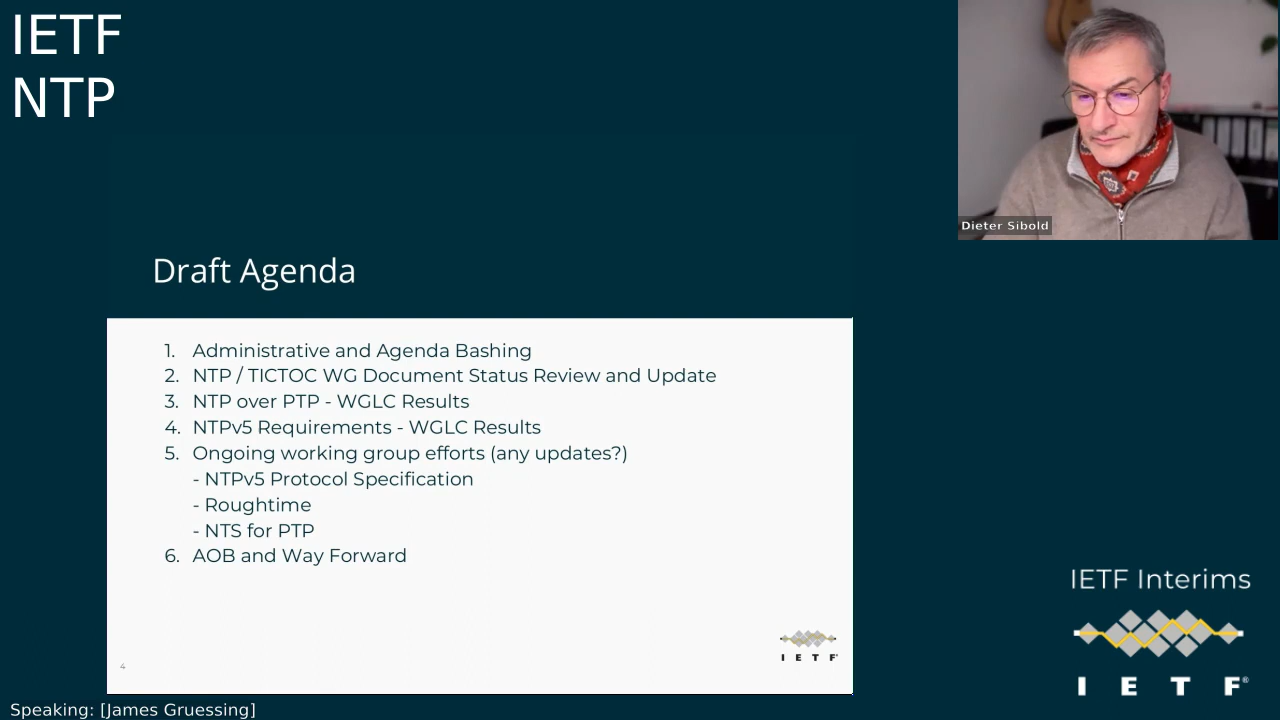 IETF
NTP
Dieter Sibold
Draft Agenda
1. Administrative and Agenda Bashing
2. NTP / TICTOC WG Document Status Review and Update
3. NTP over PTP - WGLC Results
4. NTPv5 Requirements - WGLC Results
5. Ongoing working group efforts (any updates?)
- NTPv5 Protocol Specification
- Roughtime
- NTS for PTP
6. AOB and Way Forward
4
I E T F®
IETF Interims
I E T F®
Speaking: [James Gruessing]